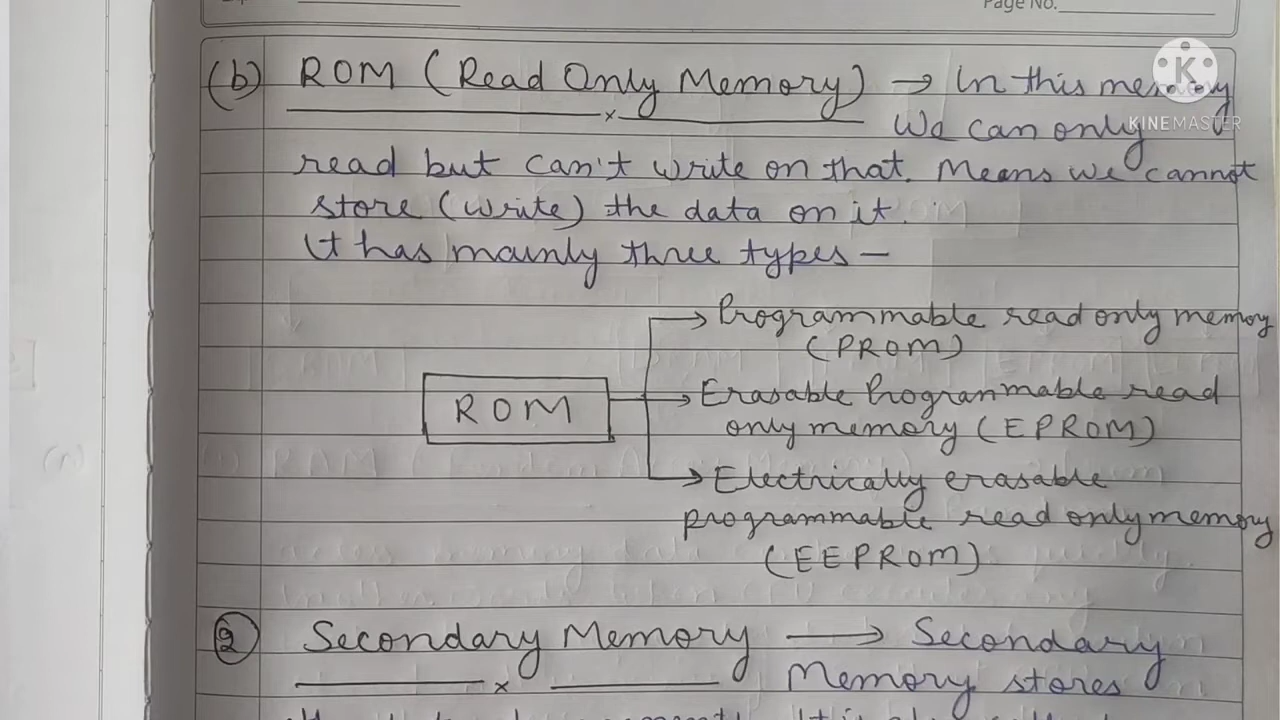 Page No.
(b) ROM (Read Only Memory) → In this memory
We can only
read but can't write on that. Means we cannot
store (write) the data on it.
It has mainly three types —
Programmable read only memory
(PROM)
ROM
Erasable Programmable read
only memory (EPROM)
Electrically erasable
programmable read only memory
(EEPROM)
2 Secondary Memory → Secondary
Memory stores
K
KINEMASTER